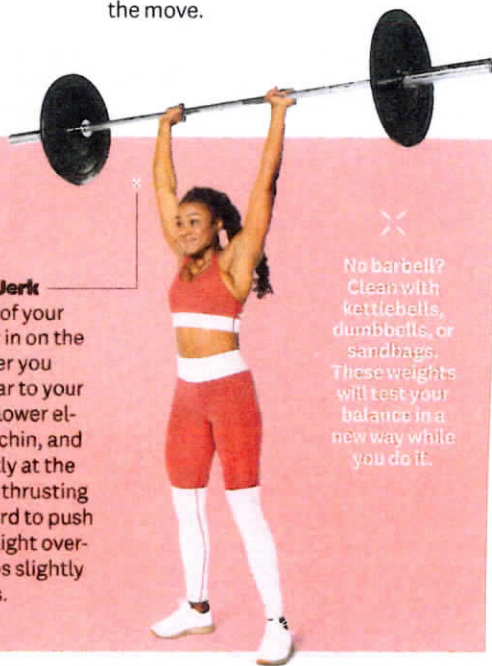 the move.
Jerk
of your
in on the
er you
ar to your
lower el-
chin, and
tly at the
thrusting
rd to push
ight over-
s slightly
s.
No barbell?
Clean with
kettlebells,
dumbbells, or
sandbags.
These weights
will test your
balance in a
new way while
you do it.